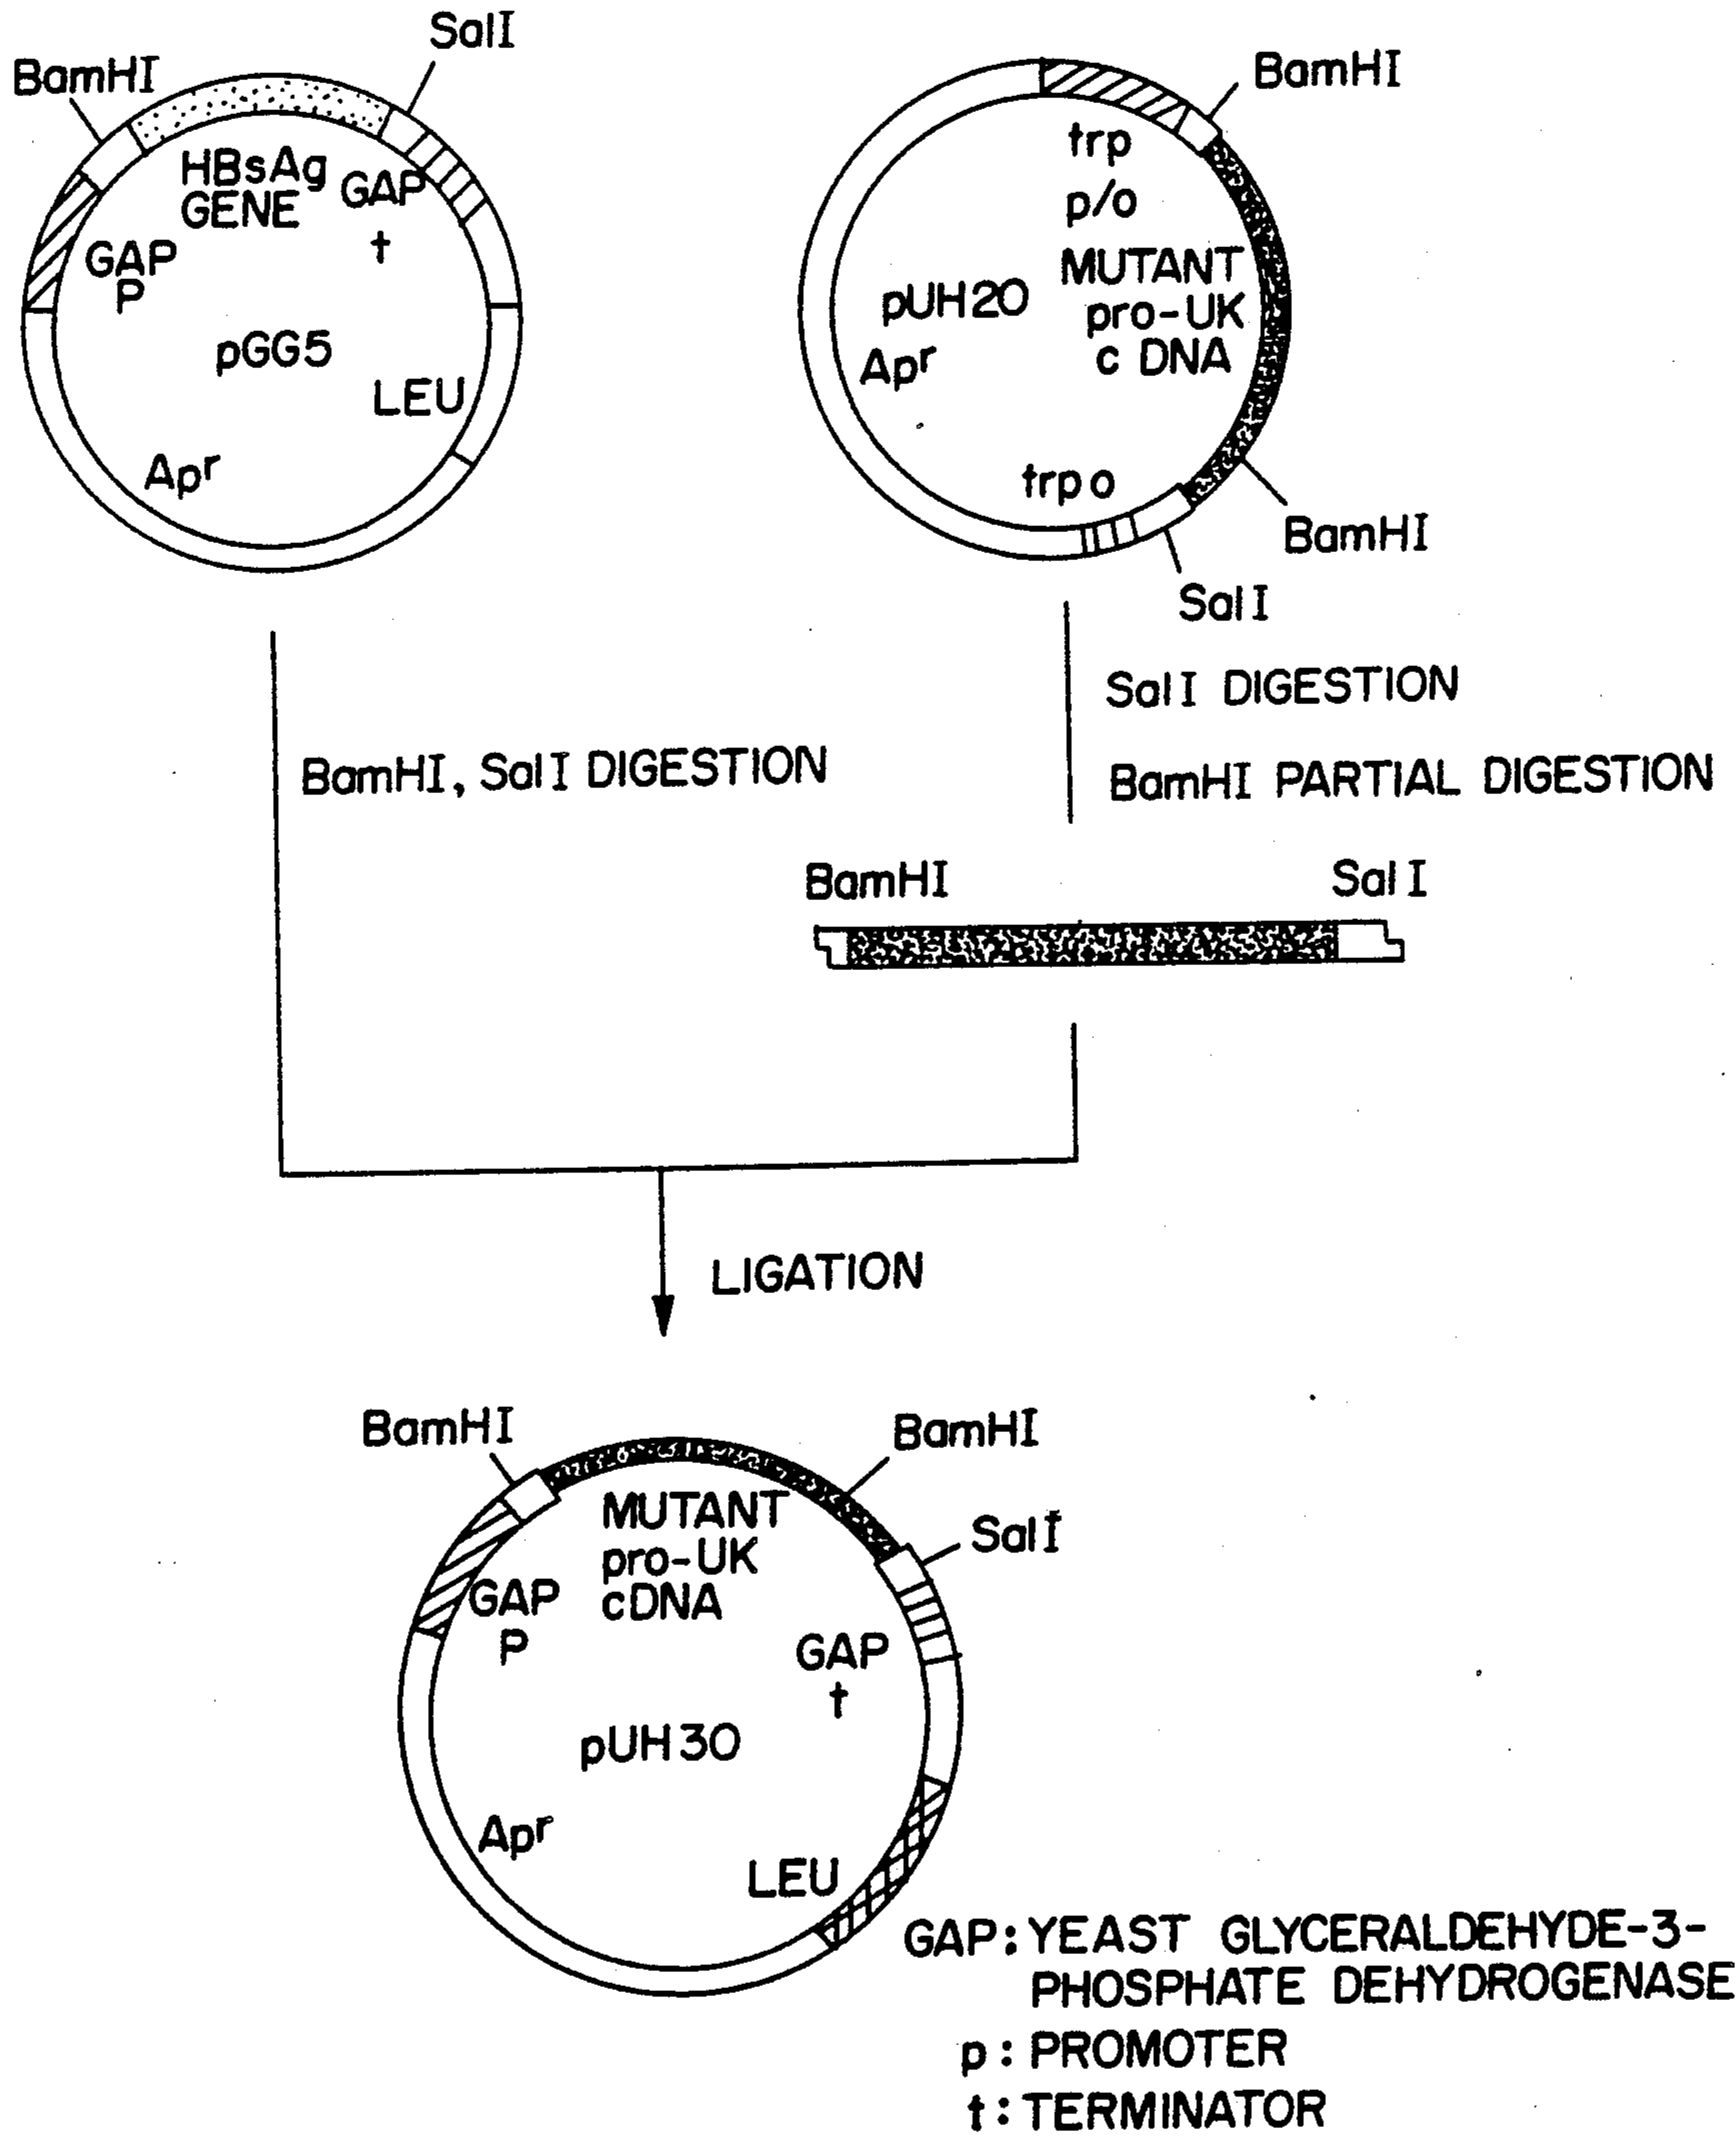 BamHI
SalI
HBsAg
GENE
GAP
t
GAP
P
pGG5
LEU
Apr
BamHI
trp
p/o
MUTANT
pro-UK
c DNA
pUH20
Apr
trp o
BamHI
SalI
BamHI, SalI DIGESTION
SalI DIGESTION
BamHI PARTIAL DIGESTION
BamHI
SalI
LIGATION
BamHI
BamHI
SalI
MUTANT
pro-UK
cDNA
GAP
P
GAP
t
pUH30
Apr
LEU
GAP: YEAST GLYCERALDEHYDE-3-
PHOSPHATE DEHYDROGENASE
p: PROMOTER
t: TERMINATOR